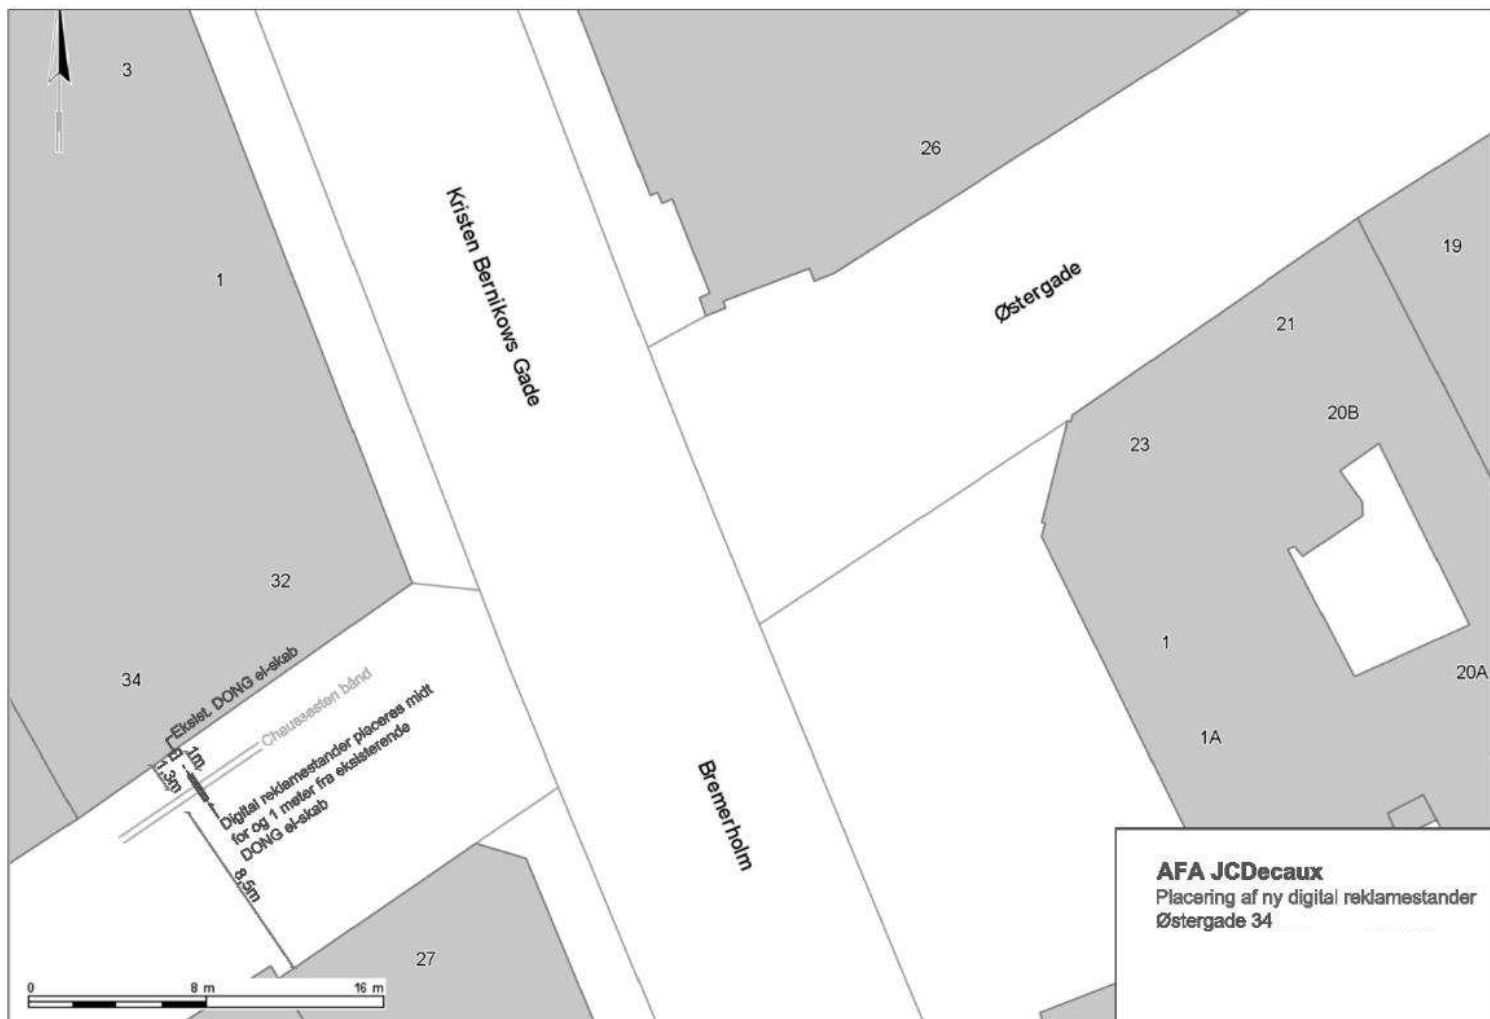 3
26
Kristen Bernikows Gade
19
1
Østergade
21
20B
23
32
1
20A
34
Eksist. DONG el-skab
Chaussesten bånd
1m
1,3m
Digital reklamestander placeres midt
for og 1 meter fra eksisterende
DONG el-skab
1A
Bremerholm
8,5m
27
AFA JCDecaux
Placering af ny digital reklamestander
Østergade 34
0 8 m 16 m